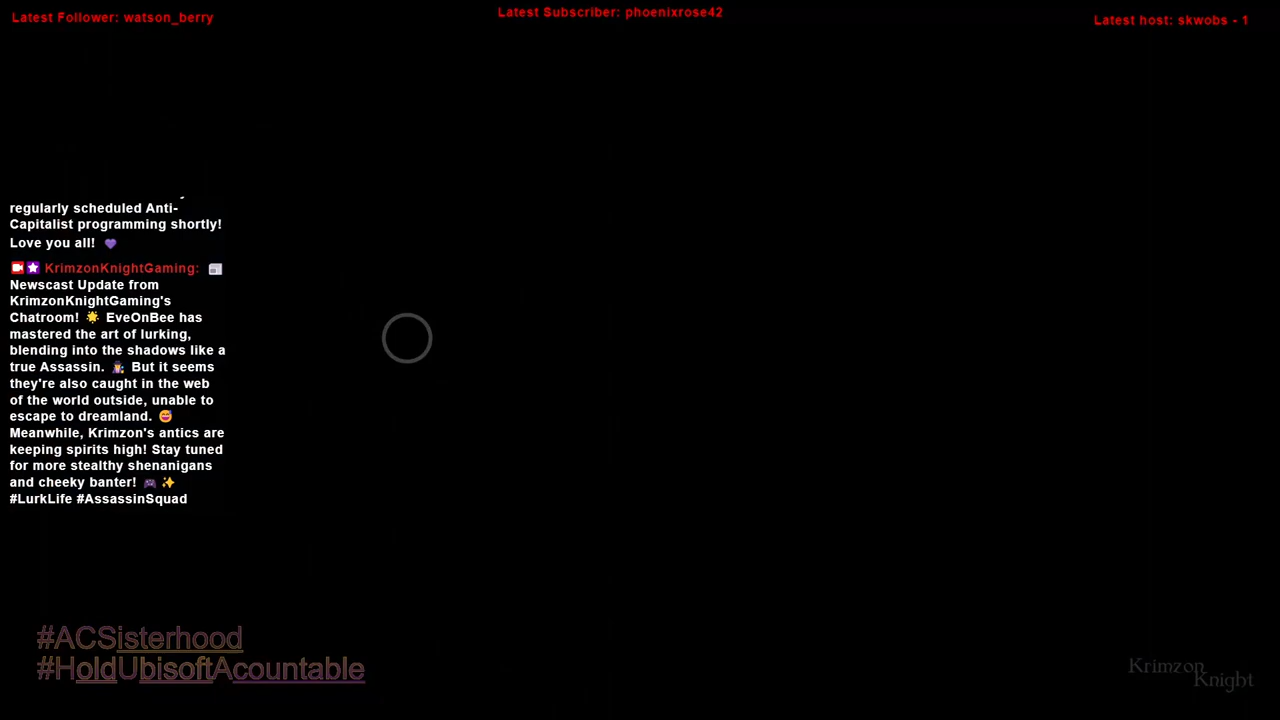 Latest Follower: watson_berry
Latest Subscriber: phoenixrose42
Latest host: skwobs - 1
regularly scheduled Anti-
Capitalist programming shortly!
Love you all! 💜
KrimzonKnightGaming: 📰
Newscast Update from
KrimzonKnightGaming's
Chatroom! 🌟 EveOnBee has
mastered the art of lurking,
blending into the shadows like a
true Assassin. 🕵️‍♀️ But it seems
they're also caught in the web
of the world outside, unable to
escape to dreamland. 😅
Meanwhile, Krimzon's antics are
keeping spirits high! Stay tuned
for more stealthy shenanigans
and cheeky banter! 🎮 ✨
#LurkLife #AssassinSquad
#ACSisterhood
#HoldUbisoftAcountable
Krimzon
Knight